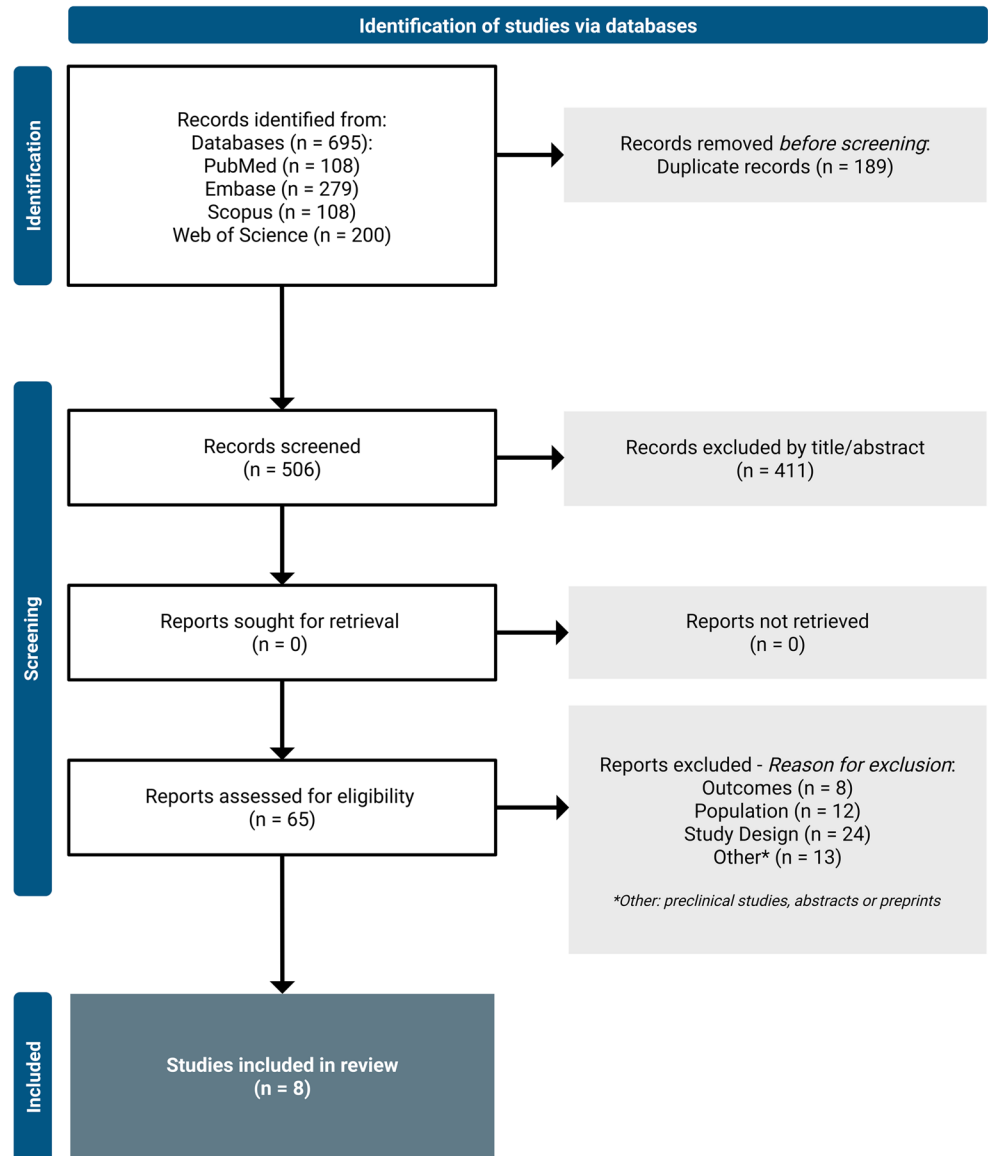 Identification of studies via databases
Identification
Records identified from:
Databases (n = 695):
PubMed (n = 108)
Embase (n = 279)
Scopus (n = 108)
Web of Science (n = 200)
Records removed before screening:
Duplicate records (n = 189)
Screening
Records screened
(n = 506)
Records excluded by title/abstract
(n = 411)
Reports sought for retrieval
(n = 0)
Reports not retrieved
(n = 0)
Reports assessed for eligibility
(n = 65)
Reports excluded - Reason for exclusion:
Outcomes (n = 8)
Population (n = 12)
Study Design (n = 24)
Other* (n = 13)
*Other: preclinical studies, abstracts or preprints
Included
Studies included in review
(n = 8)